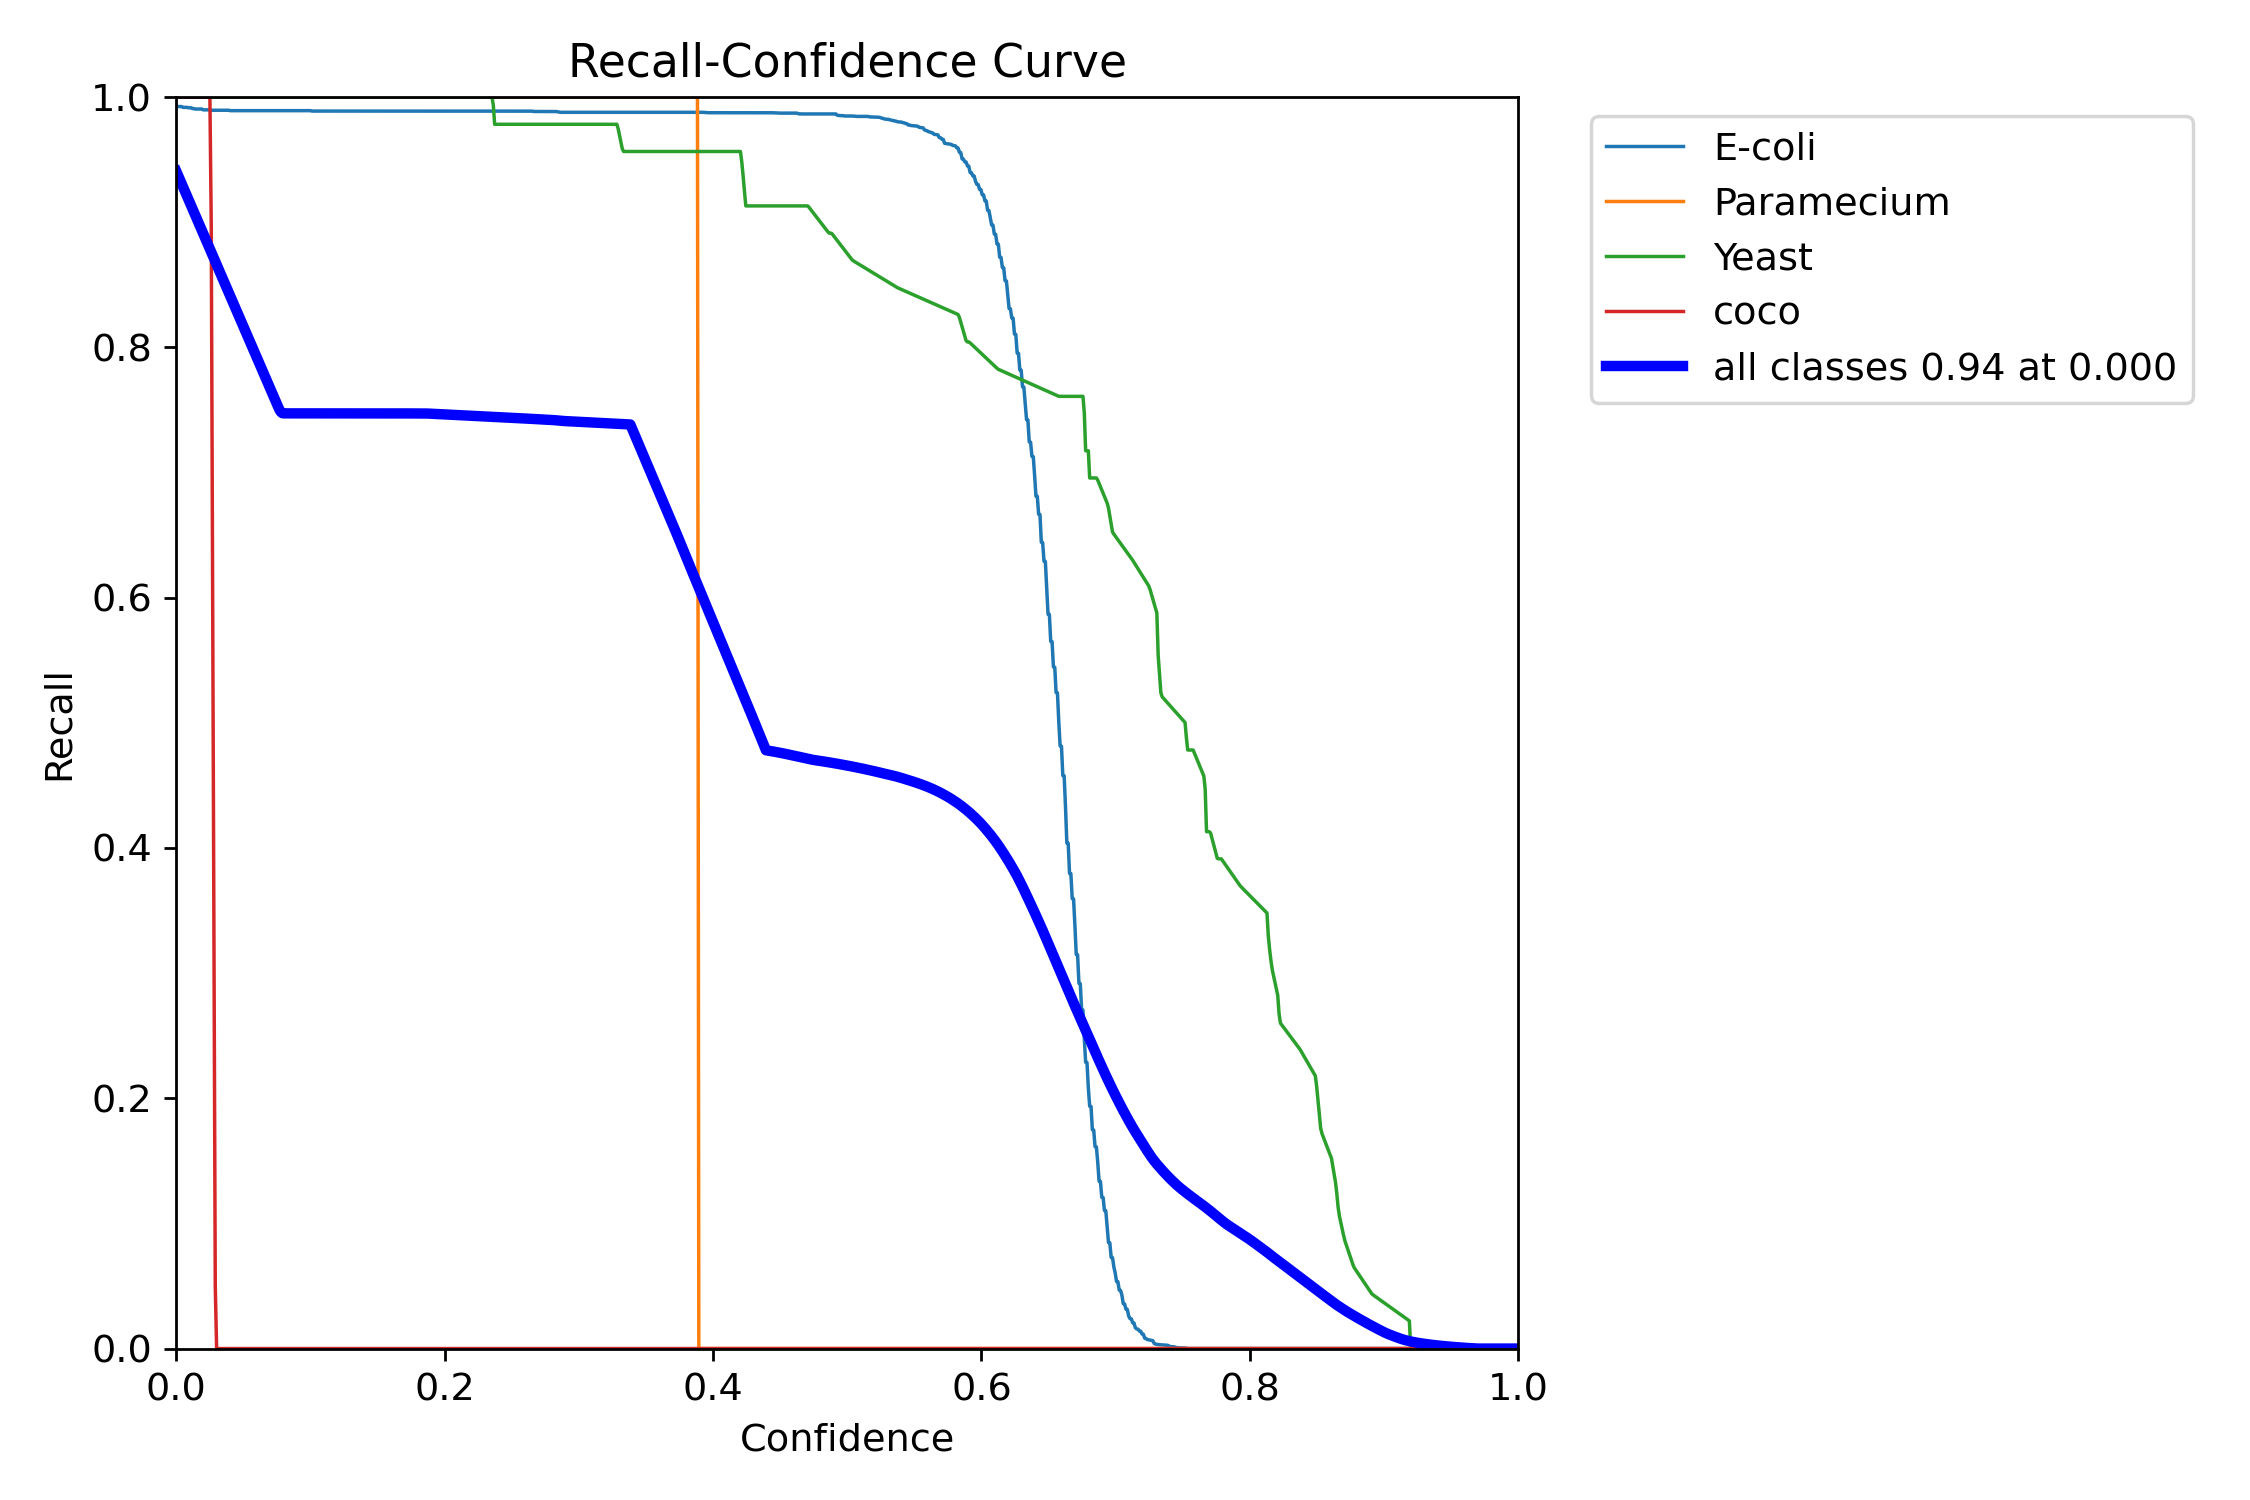 Recall-Confidence Curve
1.0
0.8
0.6
0.4
0.2
0.0
Recall
0.0 0.2 0.4 0.6 0.8 1.0
Confidence
E-coli
Paramecium
Yeast
coco
all classes 0.94 at 0.000